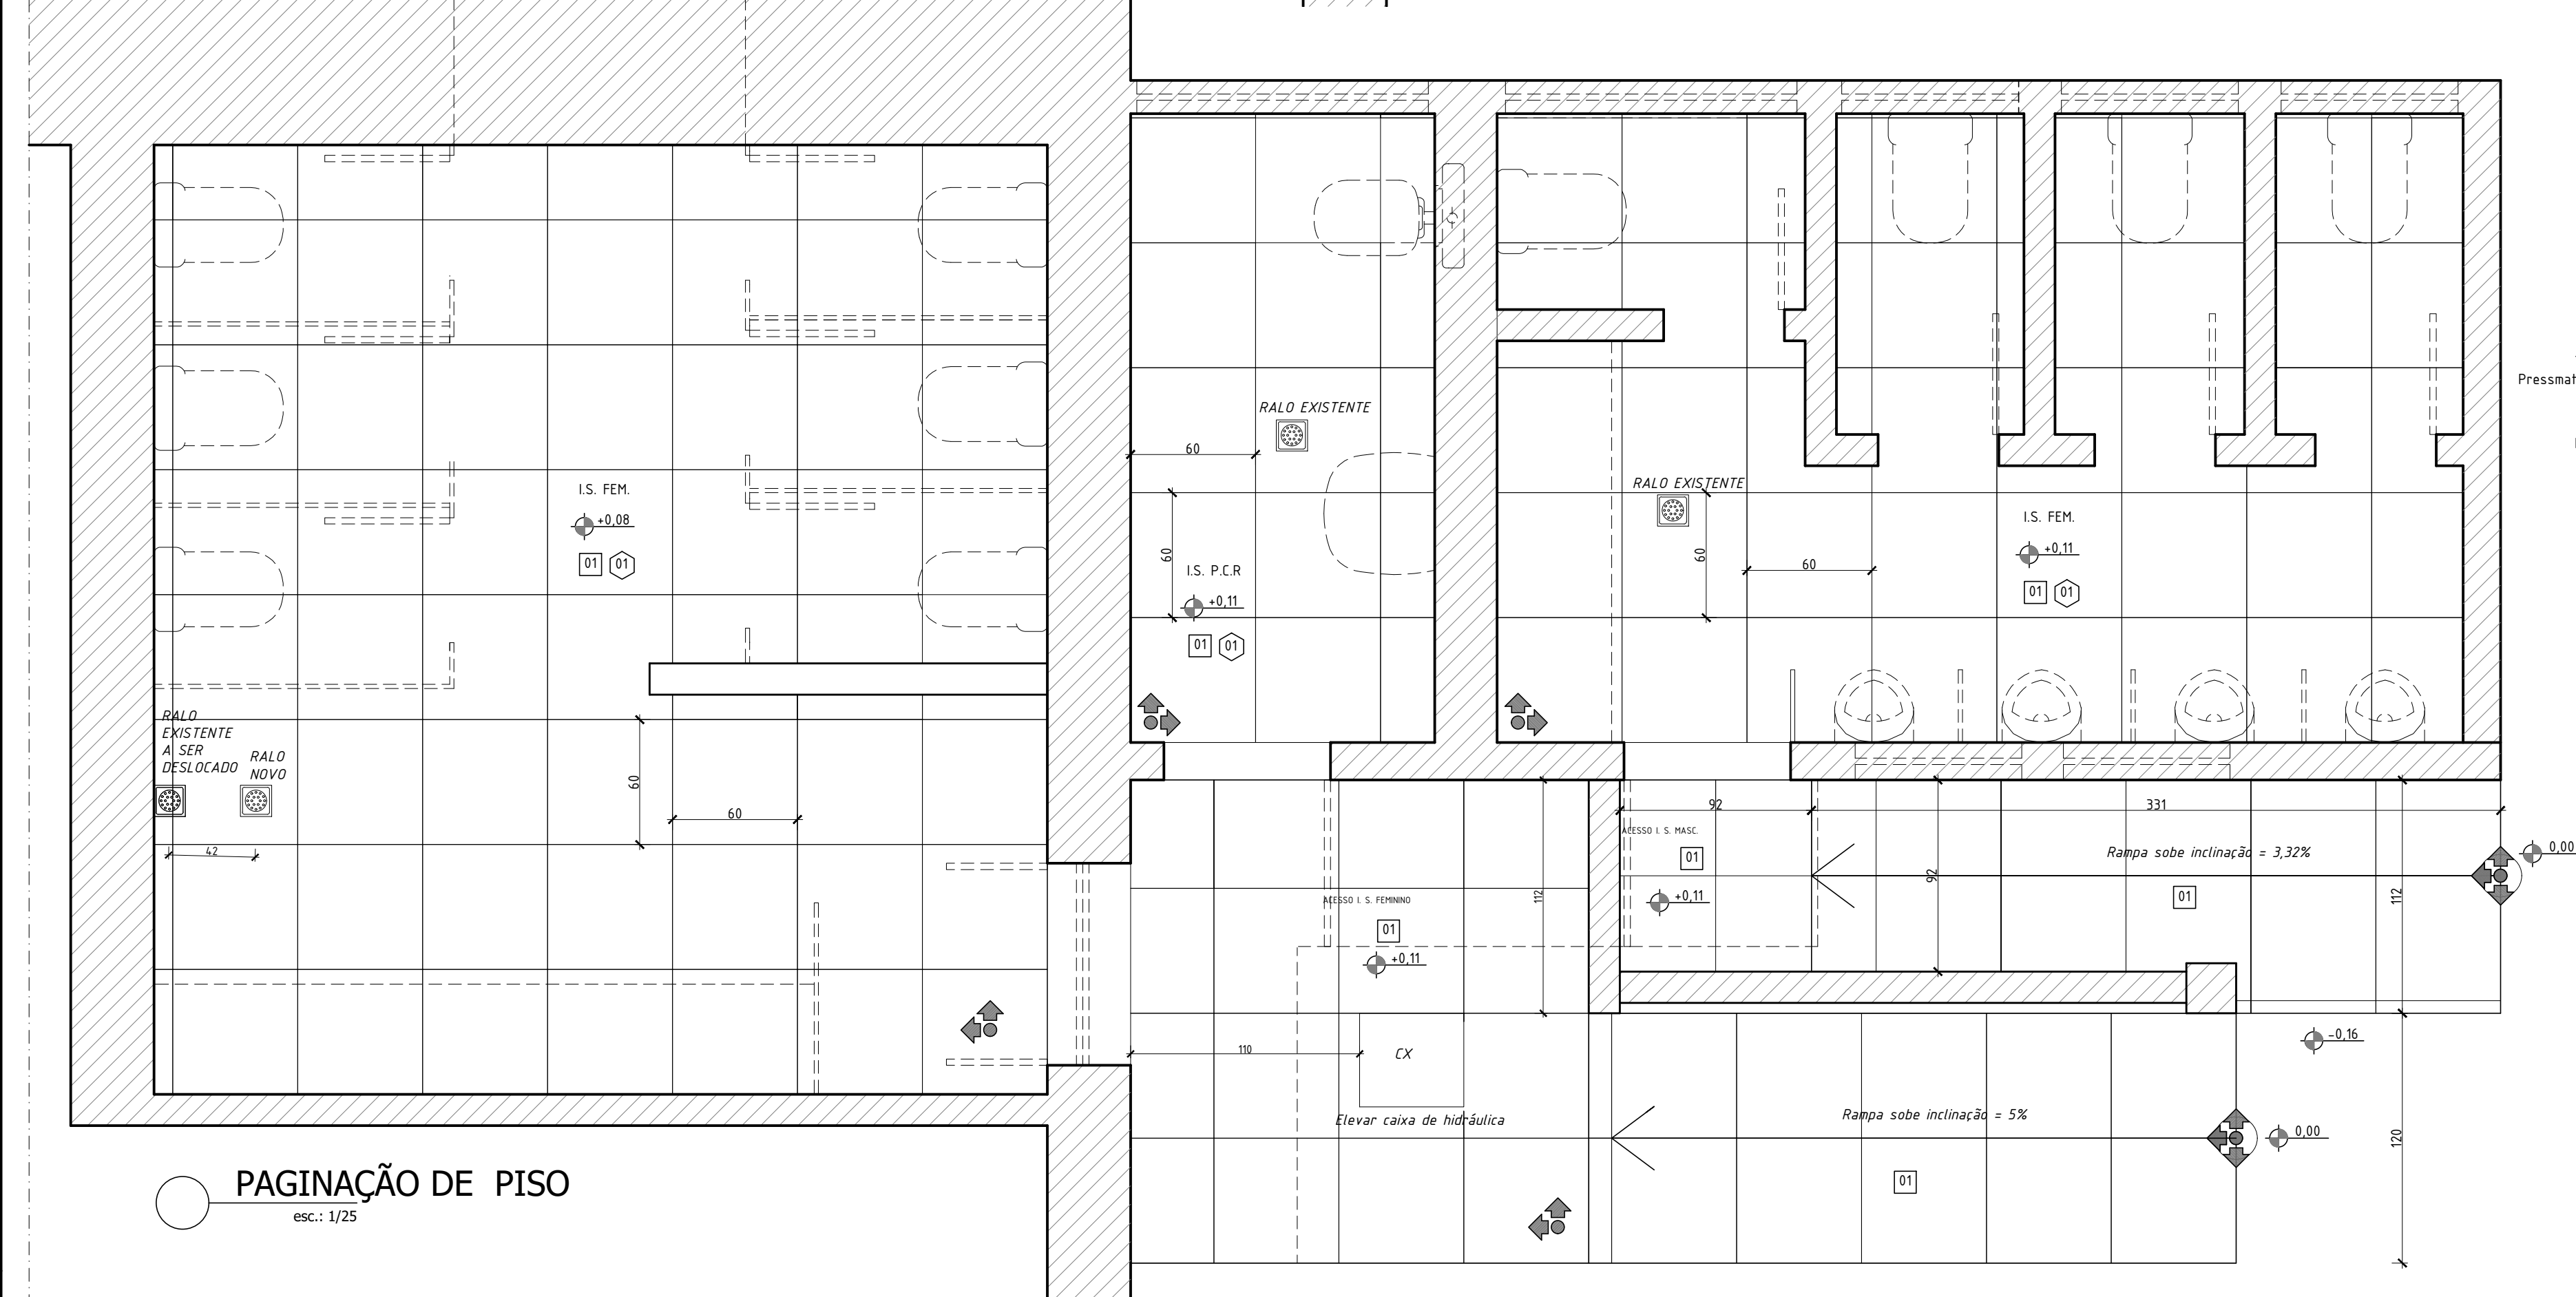 Pressmat
RALO EXISTENTE
60
RALO EXISTENTE
I.S. FEM.
+0,08
01
01
60
I.S. P.C.R
+0,11
01
01
60
60
I.S. FEM.
+0,11
01
01
RALO
EXISTENTE
A SER
DESLOCADO
RALO
NOVO
42
60
60
92
331
ACESSO I. S. MASC.
01
+0,11
92
Rampa sobe inclinação = 3,32%
01
112
0,00
ACESSO I. S. FEMININO
01
+0,11
112
110
CX
Elevar caixa de hidráulica
-0,16
Rampa sobe inclinação = 5%
01
0,00
120
PAGINAÇÃO DE PISO
esc.: 1/25